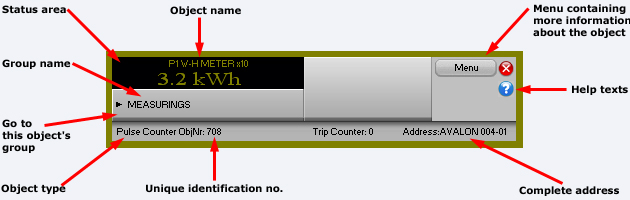 Status area
Object name
Menu containing
more information
about the object
P1 W-H METER x10
3.2 kWh
Menu
Group name
MEASURINGS
?
Help texts
Go to
this object's
group
Pulse Counter ObjNr: 708
Trip Counter: 0
Address:AVALON 004-01
Object type
Unique identification no.
Complete address